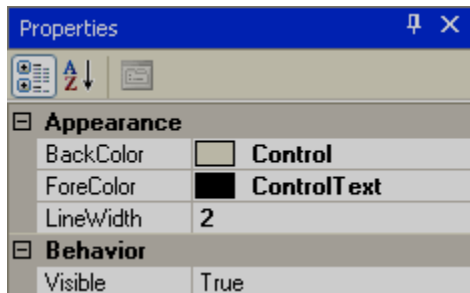 Properties
A
Z
Appearance
BackColor Control
ForeColor ControlText
LineWidth 2
Behavior
Visible True